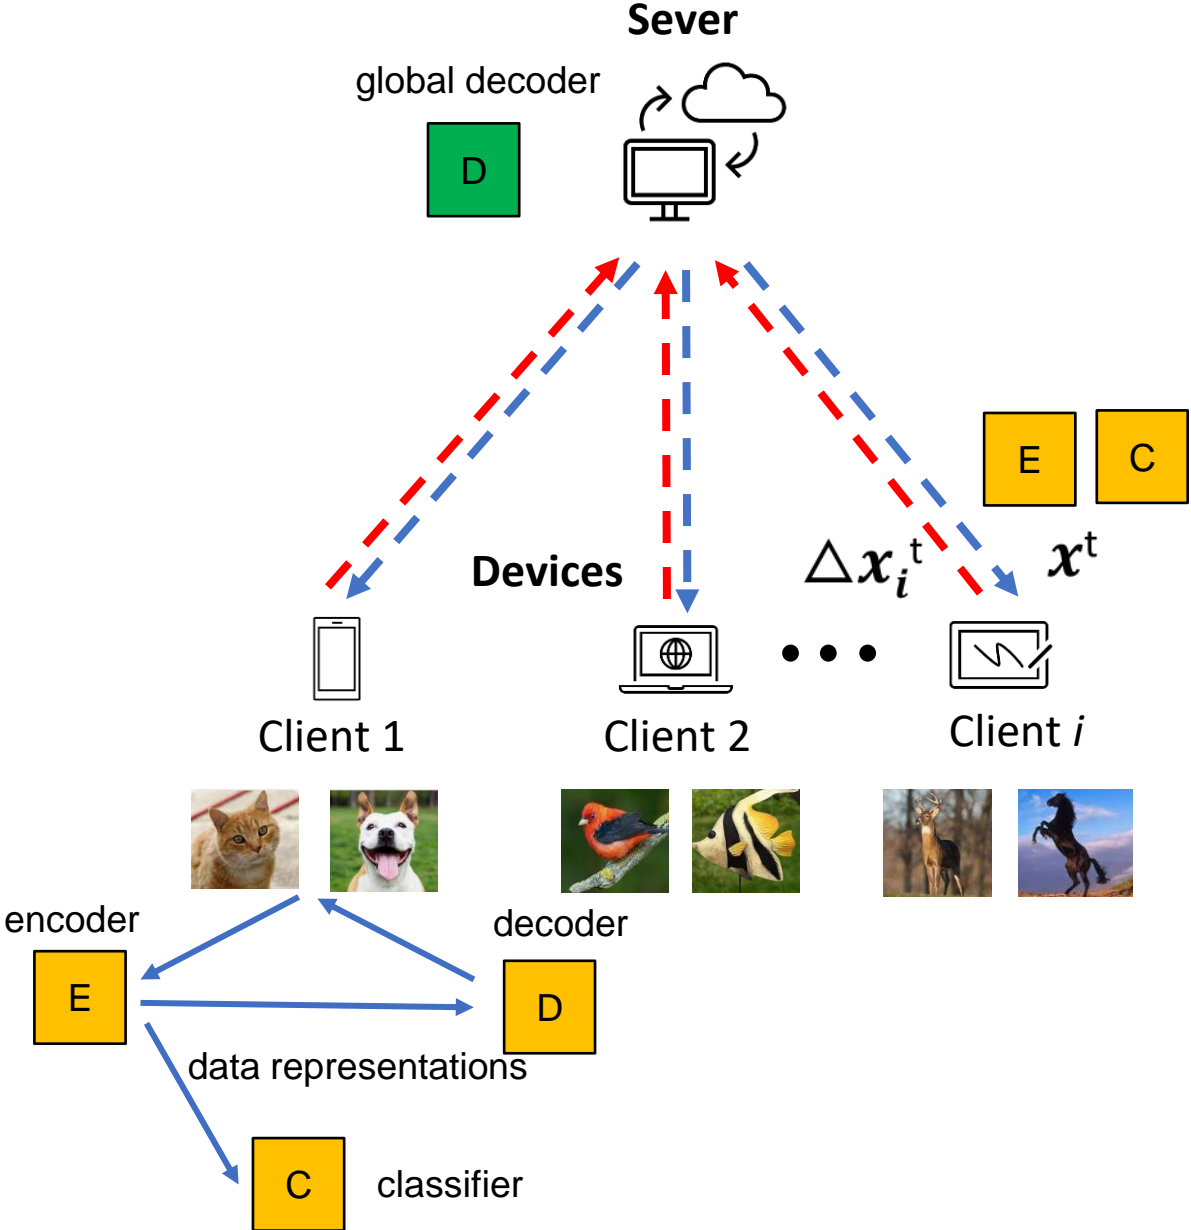 Sever
global decoder
D
E
C
Devices
△xᵢᵗ
xᵗ
Client 1
Client 2
Client i
encoder
decoder
E
D
data representations
C
classifier